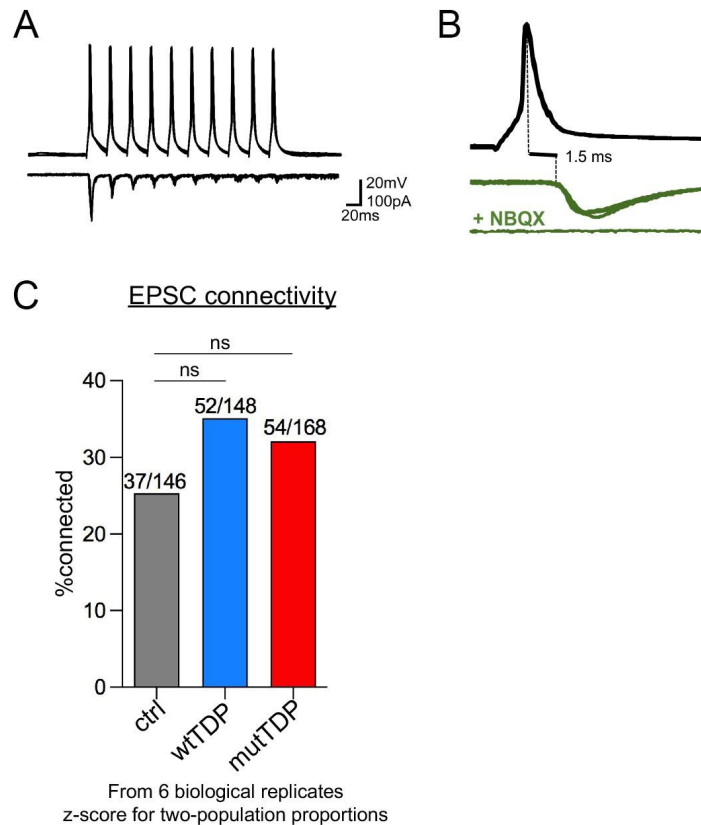 A
20mV
100pA
20ms
B
1.5 ms
+ NBQX
C
EPSC connectivity
ns
ns
40
30
20
10
0
%connected
37/146
52/148
54/168
ctrl
wtTDP
mutTDP
From 6 biological replicates
z-score for two-population proportions